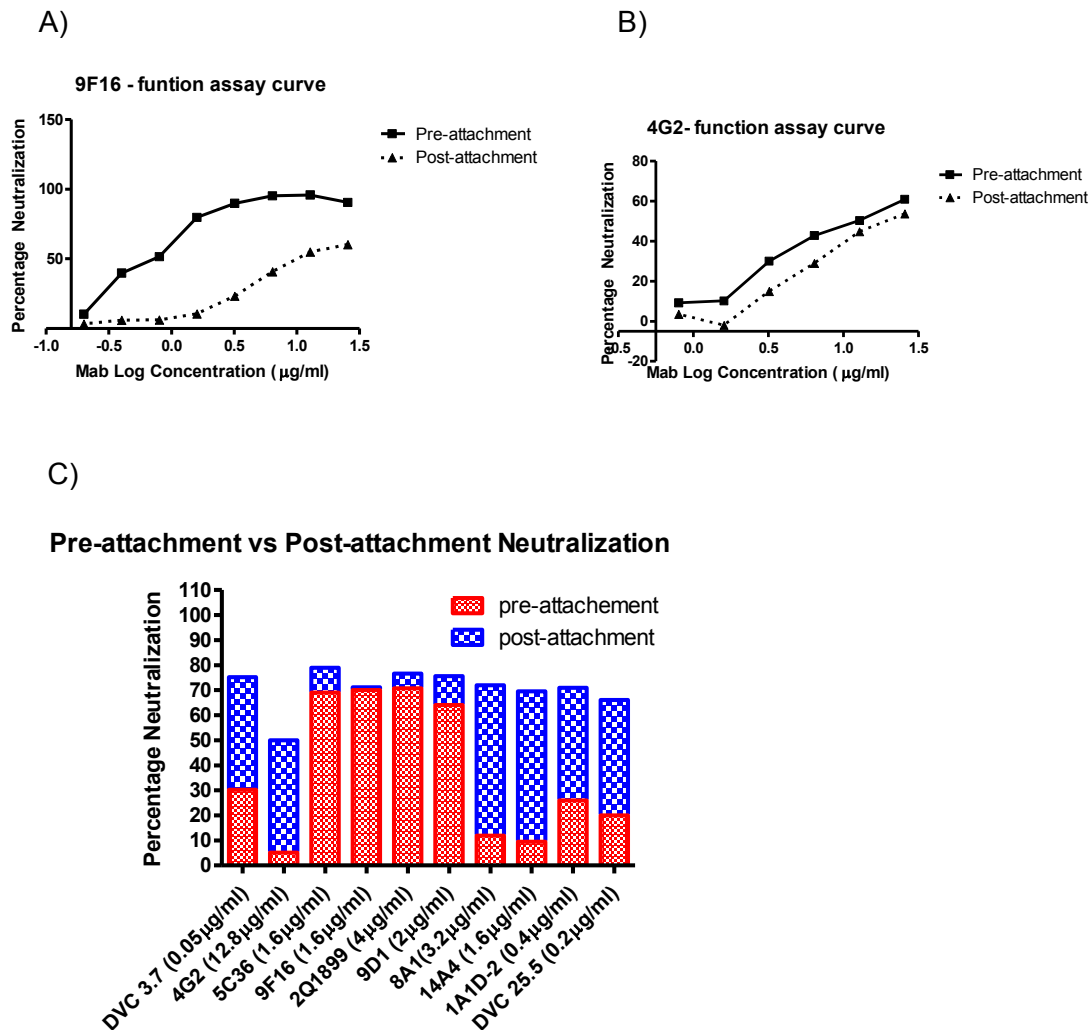 A)
9F16 - funtion assay curve
Percentage Neutralization
150
100
50
-1.0 -0.5 0.0 0.5 1.0 1.5
Mab Log Concentration ( µg/ml)
Pre-attachment
Post-attachment
B)
4G2- function assay curve
Percentage Neutralization
80
60
40
20
0
-20
0.5 0.0 0.5 1.0 1.5
Mab Log Concentration ( µg/ml)
Pre-attachment
Post-attachment
C)
Pre-attachment vs Post-attachment Neutralization
Percentage Neutralization
110
100
90
80
70
60
50
40
30
20
10
0
pre-attachement
post-attachment
DVC 3.7 (0.05µg/ml)
4G2 (12.8µg/ml)
5C36 (1.6µg/ml)
9F16 (1.6µg/ml)
2Q1899 (4µg/ml)
9D1 (2µg/ml)
8A1(3.2µg/ml)
14A4 (1.6µg/ml)
1A1D-2 (0.4µg/ml)
DVC 25.5 (0.2µg/ml)